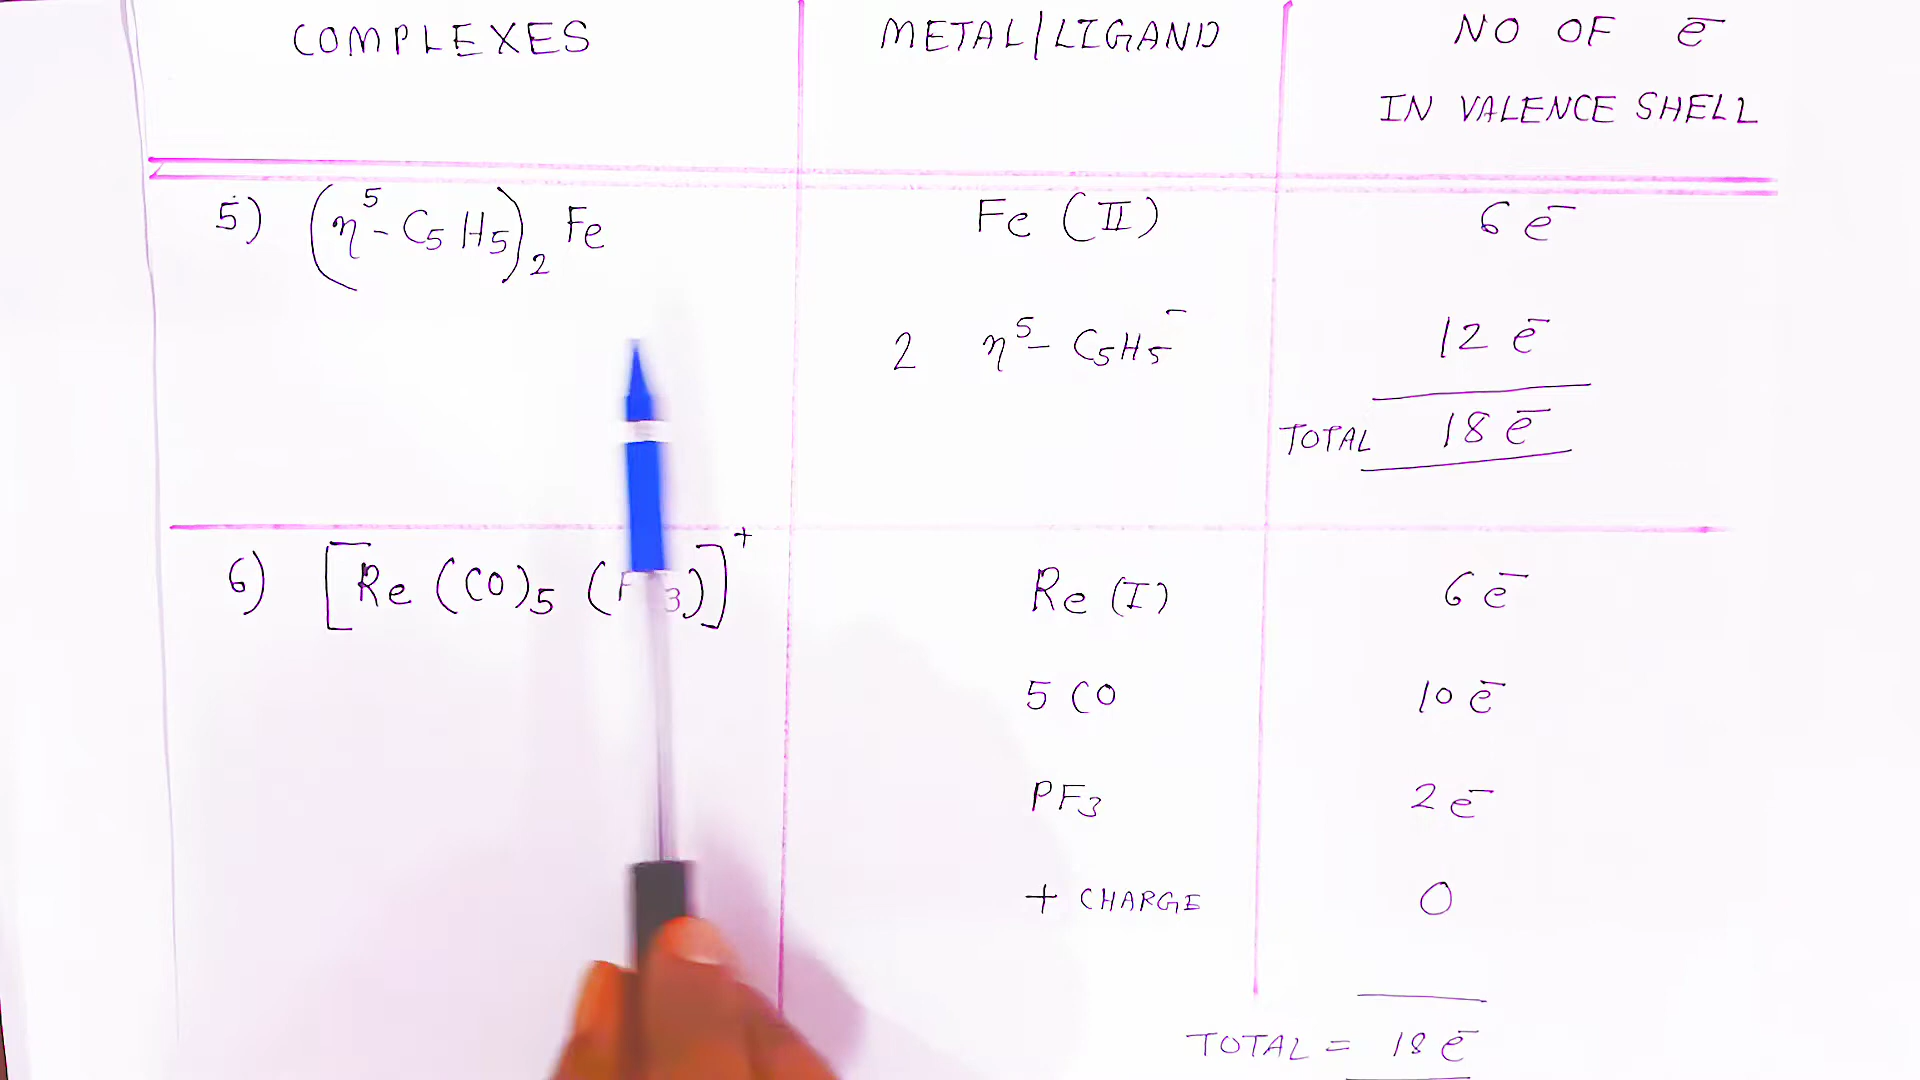 COMPLEXES METAL/LIGAND NO OF e⁻
IN VALENCE SHELL
5) (η⁵-C₅H₅)₂ Fe Fe (II) 6 e⁻
2 η⁵-C₅H₅⁻ 12 e⁻
TOTAL 18 e⁻
6) [Re (CO)₅ ( ₃)]⁺ Re (I) 6 e⁻
5 CO 10 e⁻
PF₃ 2 e⁻
+ CHARGE 0
TOTAL = 18 e⁻